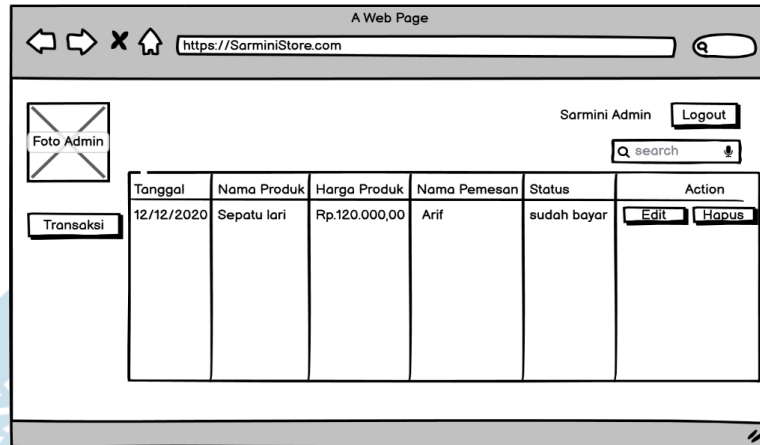 A Web Page
https://SarminiStore.com
Sarmini Admin Logout
Foto Admin
search
Tanggal Nama Produk Harga Produk Nama Pemesan Status Action
12/12/2020 Sepatu lari Rp.120.000,00 Arif sudah bayar Edit Hapus
Transaksi